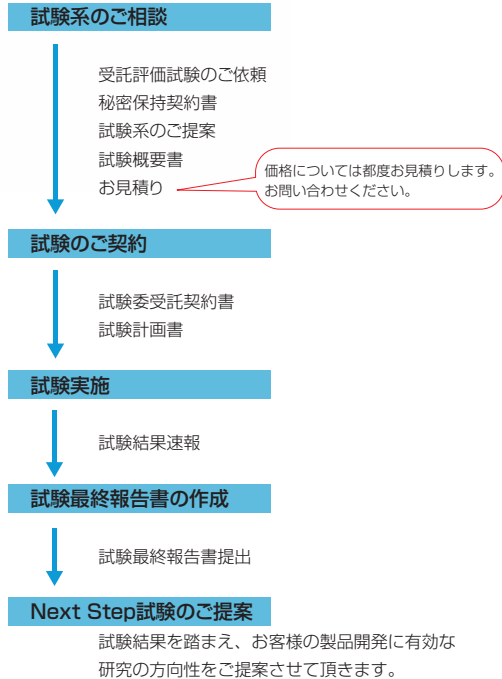 試験系のご相談
受託評価試験のご依頼
秘密保持契約書
試験系のご提案
試験概要書
お見積り
価格については都度お見積りします。
お問い合わせください。
試験のご契約
試験委受託契約書
試験計画書
試験実施
試験結果速報
試験最終報告書の作成
試験最終報告書提出
Next Step試験のご提案
試験結果を踏まえ、お客様の製品開発に有効な
研究の方向性をご提案させて頂きます。